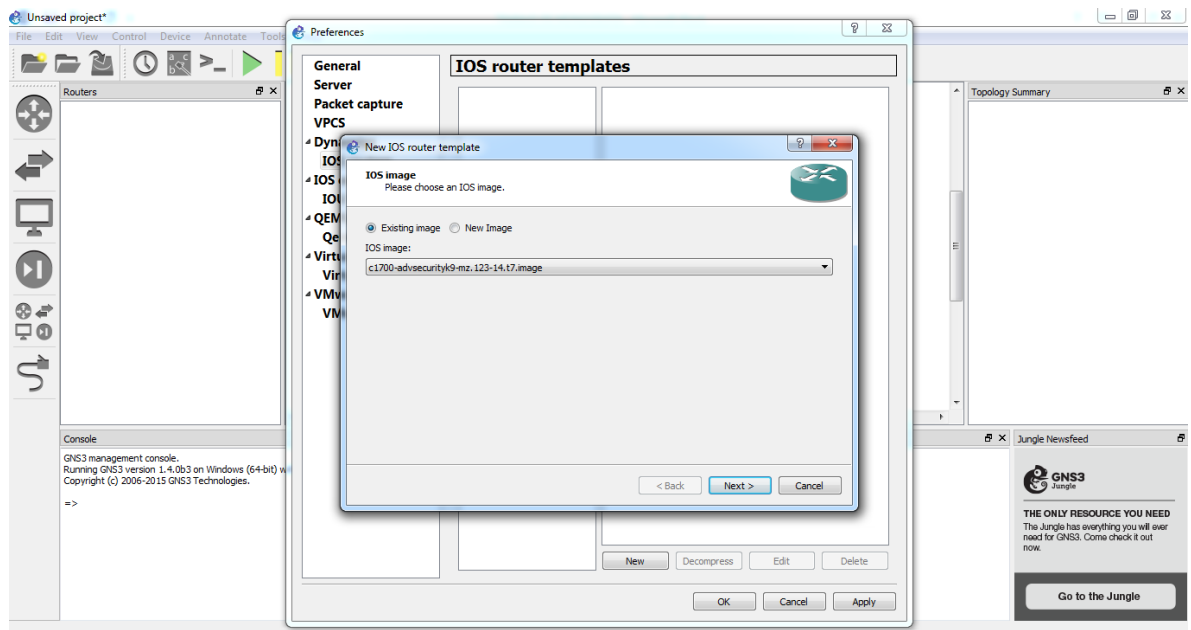 Unsaved project*
File Edit View Control Device Annotate Tools
Routers
Preferences
General
Server
Packet capture
VPCS
IOS router templates
New IOS router template
IOS image
Please choose an IOS image.
Existing image
New Image
IOS image:
c1700-advsecurityk9-mz.123-14.t7.image
< Back
Next >
Cancel
New
Decompress
Edit
Delete
OK
Cancel
Apply
Topology Summary
Console
GNS3 management console.
Running GNS3 version 1.4.0b3 on Windows (64-bit)
Copyright (c) 2006-2015 GNS3 Technologies.
=>
Jungle Newsfeed
GNS3
Jungle
THE ONLY RESOURCE YOU NEED
The Jungle has everything you will ever
need for GNS3. Come check it out
now.
Go to the Jungle